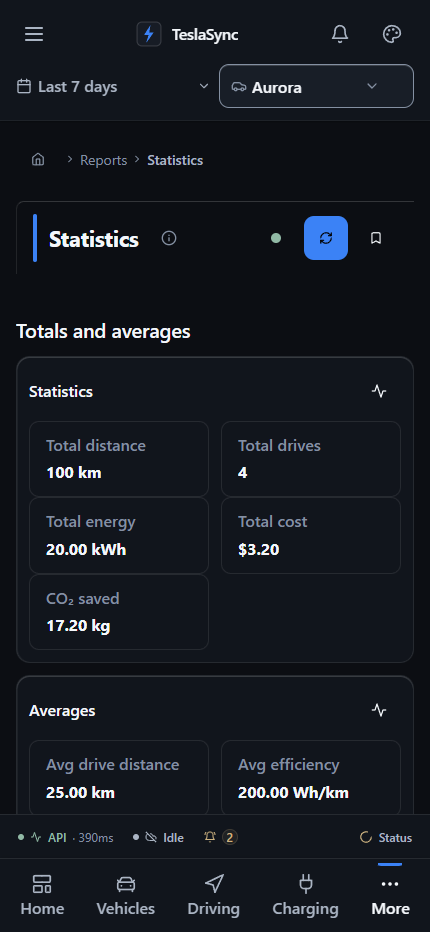 TeslaSync
Last 7 days
Aurora
Reports
Statistics
Statistics
Totals and averages
Statistics
Total distance
100 km
Total drives
4
Total energy
20.00 kWh
Total cost
$3.20
CO₂ saved
17.20 kg
Averages
Avg drive distance
25.00 km
Avg efficiency
200.00 Wh/km
API · 390ms
Idle
2
Status
Home
Vehicles
Driving
Charging
More